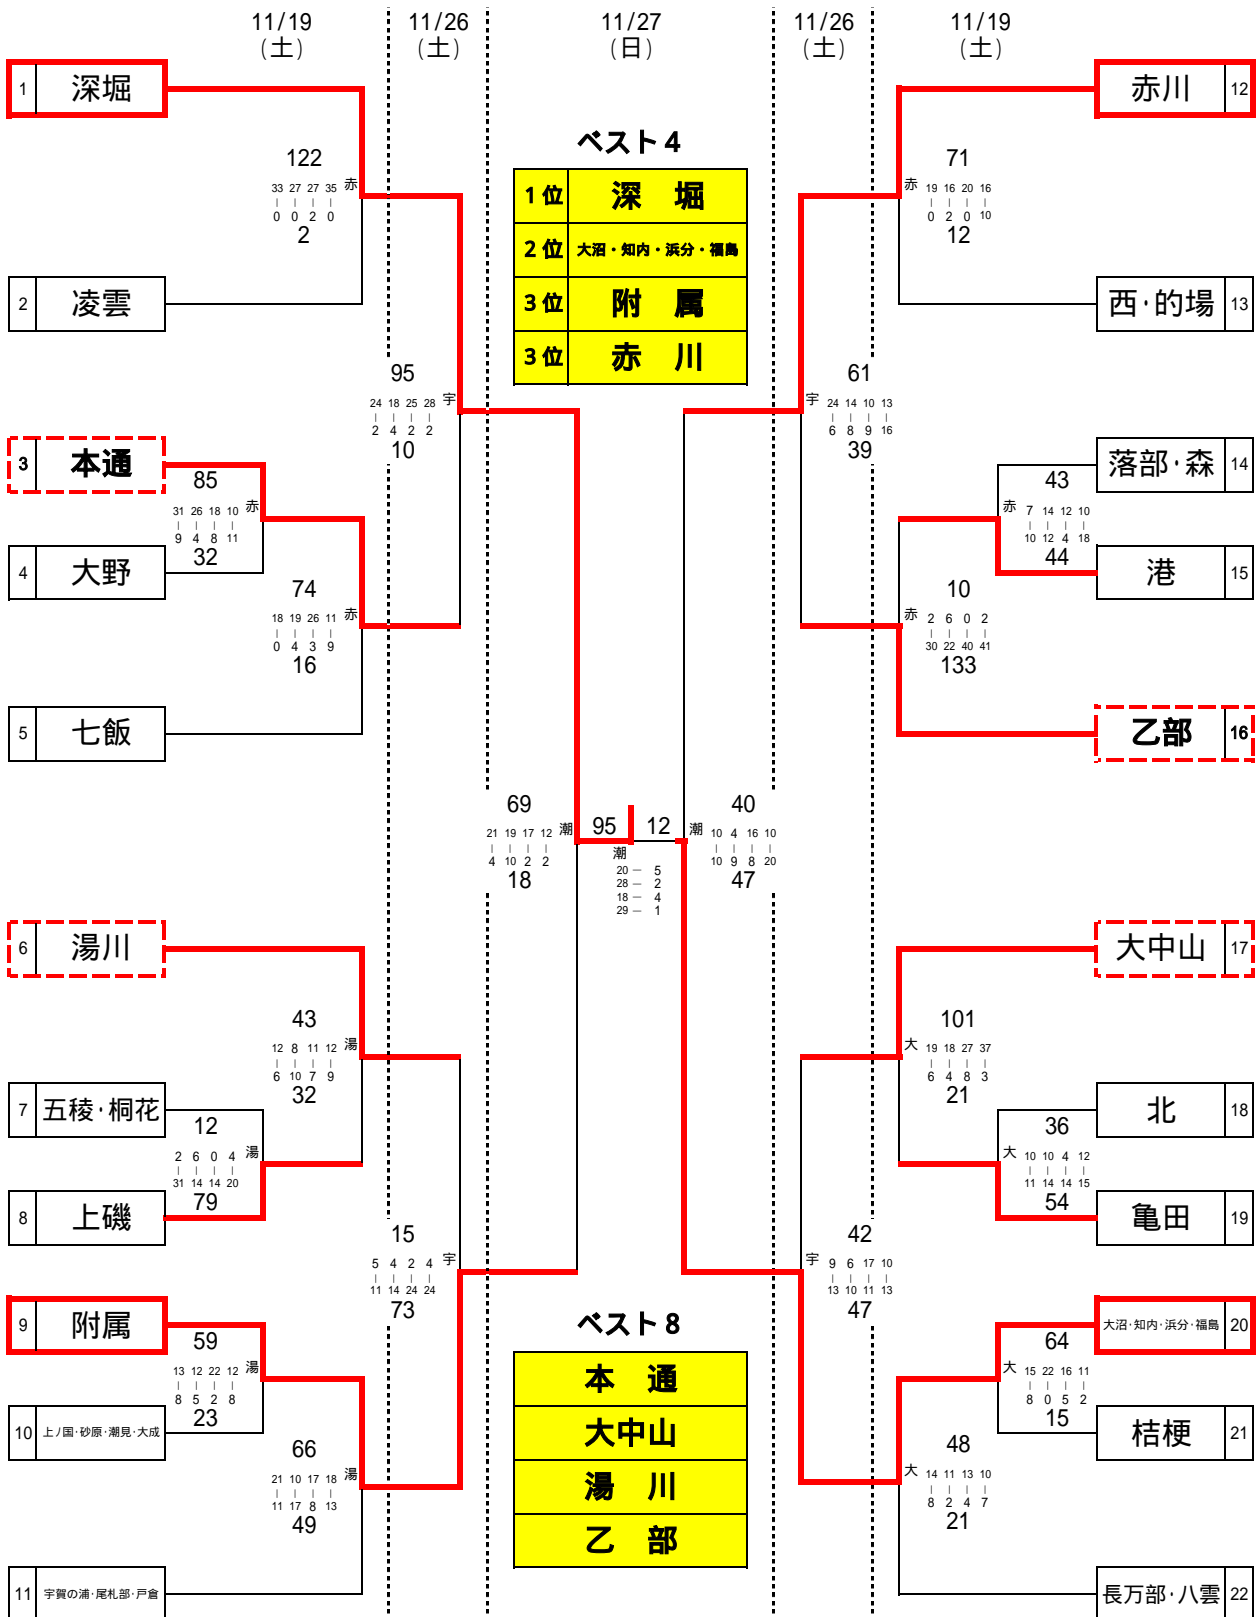 11/19
(土)
11/26
(土)
11/27
(日)
11/26
(土)
11/19
(土)
1 深堀
122
33 27 27 35 赤
| | | |
0 0 2 0
2
2 凌雲
95
24 18 25 28 宇
| | | |
2 4 2 2
10
3 本通
85
31 26 18 10 赤
| | | |
9 4 8 11
32
4 大野
74
18 19 26 11 赤
| | | |
0 4 3 9
16
5 七飯
69
21 19 17 12 潮
| | | |
4 10 2 2
18
6 湯川
43
12 8 11 12 湯
| | | |
6 10 7 9
32
7 五稜・桐花
12
2 6 0 4 湯
| | | |
31 14 14 20
79
8 上磯
15
5 4 2 4 宇
| | | |
11 14 24 24
73
9 附属
59
13 12 22 12 湯
| | | |
8 5 2 8
23
10 上ノ国・砂原・潮見・大成
66
21 10 17 18 湯
| | | |
11 17 8 13
49
11 宇賀の浦・尾札部・戸倉
ベスト4
1位 深 堀
2位 大沼・知内・浜分・福島
3位 附 属
3位 赤 川
95 12
潮
20 － 5
28 － 2
18 － 4
29 － 1
ベスト8
本 通
大中山
湯 川
乙 部
赤川 12
71
赤 19 16 20 16
| | | |
0 2 0 10
12
西・的場 13
61
宇 24 14 10 13
| | | |
6 8 9 16
39
落部・森 14
43
赤 7 14 12 10
| | | |
10 12 4 18
44
港 15
10
赤 2 6 0 2
| | | |
30 22 40 41
133
乙部 16
40
潮 10 4 16 10
| | | |
10 9 8 20
47
大中山 17
101
大 19 18 27 37
| | | |
6 4 8 3
21
北 18
36
大 10 10 4 12
| | | |
11 14 14 15
54
亀田 19
42
宇 9 6 17 10
| | | |
13 10 11 13
47
大沼・知内・浜分・福島 20
64
大 15 22 16 11
| | | |
8 0 5 2
15
桔梗 21
48
大 14 11 13 10
| | | |
8 2 4 7
21
長万部・八雲 22